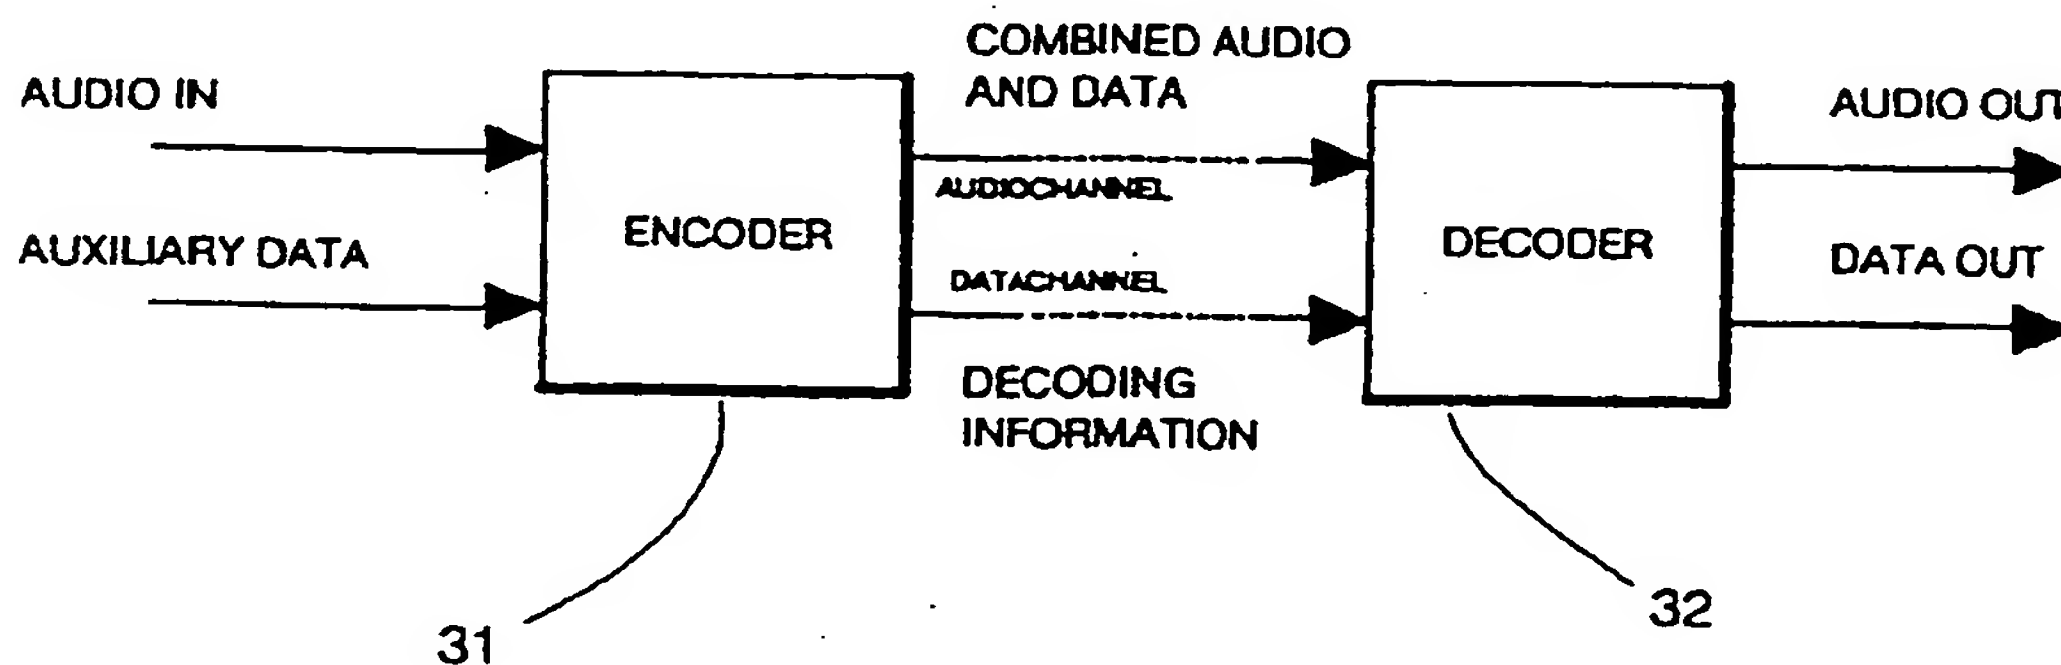 COMBINED AUDIO
AND DATA
AUDIO IN
AUDIO OUT
AUDIOCHANNEL
AUXILIARY DATA
ENCODER
DECODER
DATA OUT
DATACHANNEL
DECODING
INFORMATION
31
32